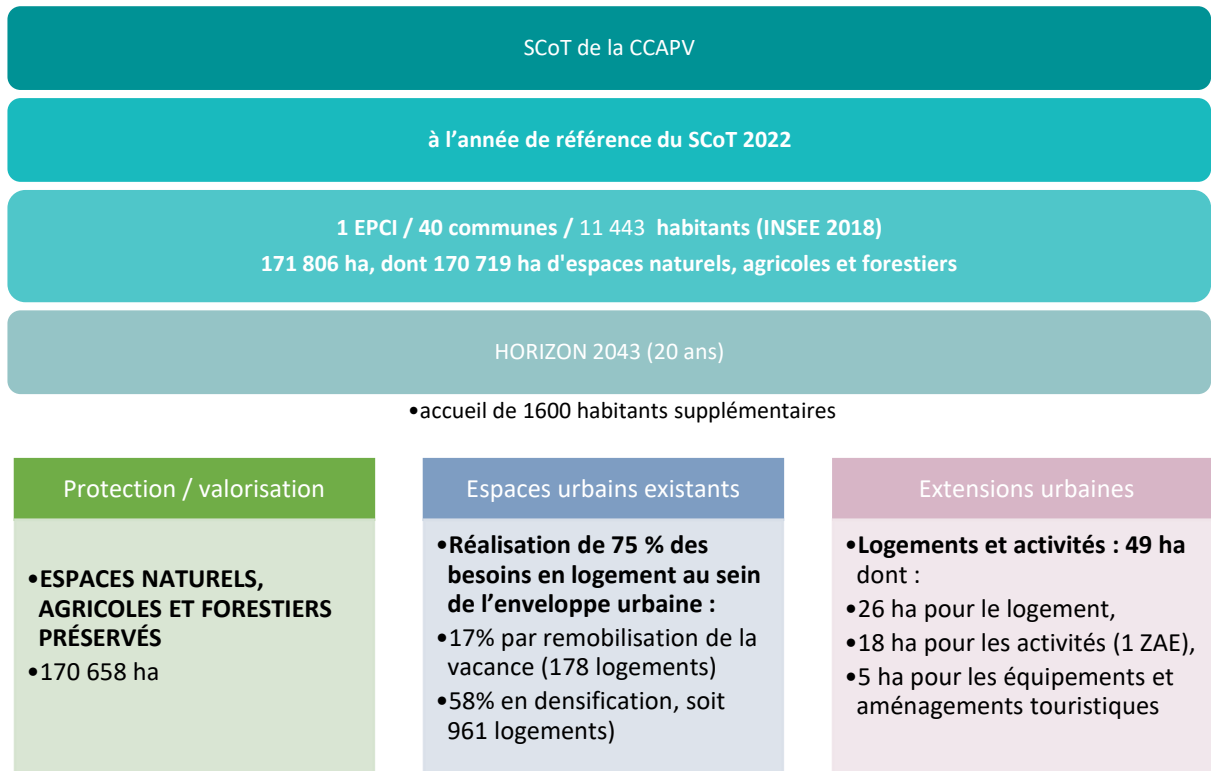 SCoT de la CCAPV
à l’année de référence du SCoT 2022
1 EPCI / 40 communes / 11 443 habitants (INSEE 2018)
171 806 ha, dont 170 719 ha d'espaces naturels, agricoles et forestiers
HORIZON 2043 (20 ans)
•accueil de 1600 habitants supplémentaires
Protection / valorisation
•ESPACES NATURELS,
AGRICOLES ET FORESTIERS
PRÉSERVÉS
•170 658 ha
Espaces urbains existants
•Réalisation de 75 % des
besoins en logement au sein
de l’enveloppe urbaine :
•17% par remobilisation de la
vacance (178 logements)
•58% en densification, soit
961 logements)
Extensions urbaines
•Logements et activités : 49 ha
dont :
•26 ha pour le logement,
•18 ha pour les activités (1 ZAE),
•5 ha pour les équipements et
aménagements touristiques